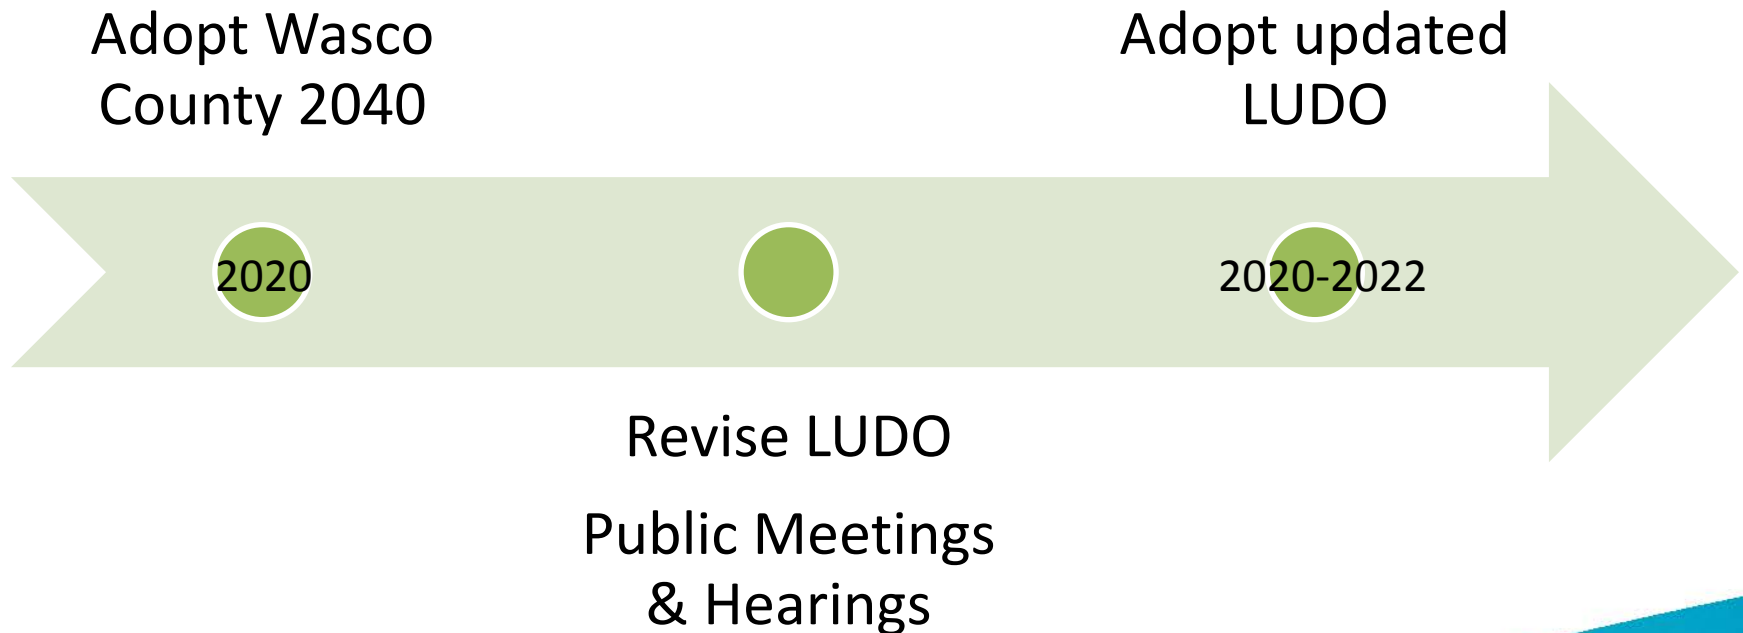 Adopt Wasco
County 2040
Adopt updated
LUDO
2020
2020-2022
Revise LUDO
Public Meetings
& Hearings